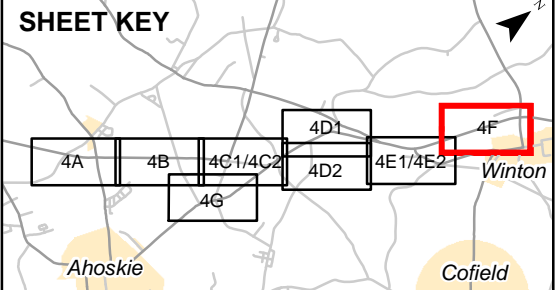 SHEET KEY
N
4D1
4F
4A
4B
4C1/4C2
4D2
4E1/4E2
Winton
4G
Ahoskie
Cofield